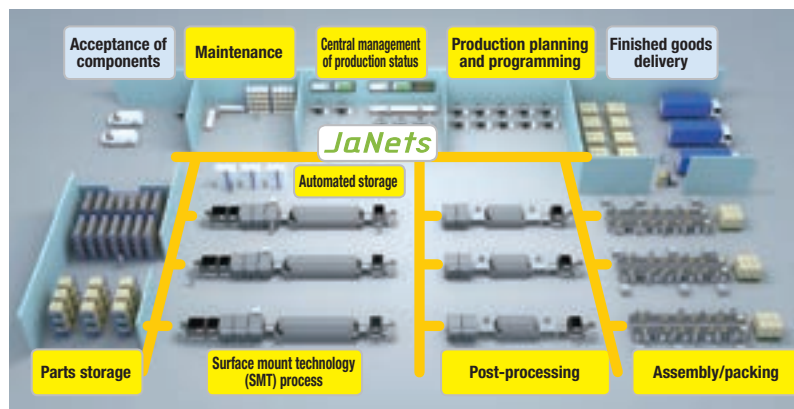 Acceptance of
components
Maintenance
Central management
of production status
Production planning
and programming
Finished goods
delivery
JaNets
Automated storage
Parts storage
Surface mount technology
(SMT) process
Post-processing
Assembly/packing